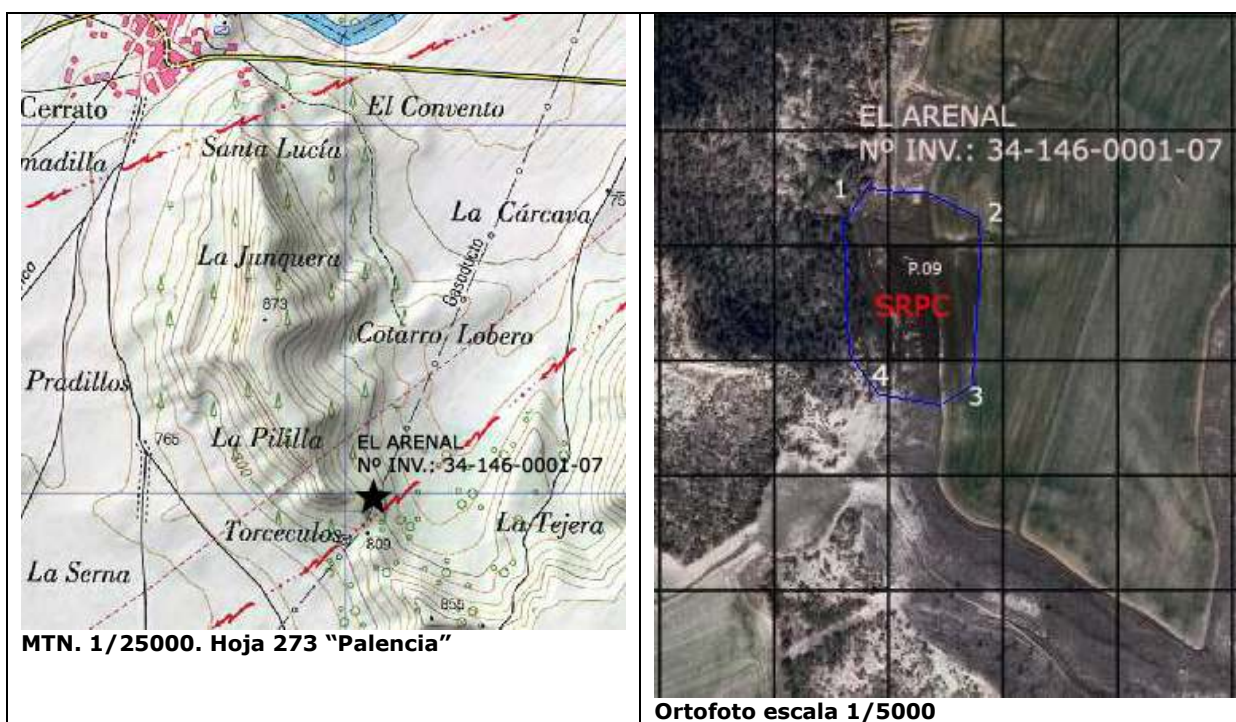 Cerrato
El Convento
madilla
Santa Lucía
La Cárcava
La Junquera
Gasoducto
873
Cotarro Lobero
Pradillos
765
La Pililla
800
EL ARENAL
Nº INV.: 34-146-0001-07
Torceculos
La Tejera
809
La Serna
855
MTN. 1/25000. Hoja 273 “Palencia”
EL ARENAL
Nº INV.: 34-146-0001-07
1
2
P.09
SRPC
4
3
Ortofoto escala 1/5000